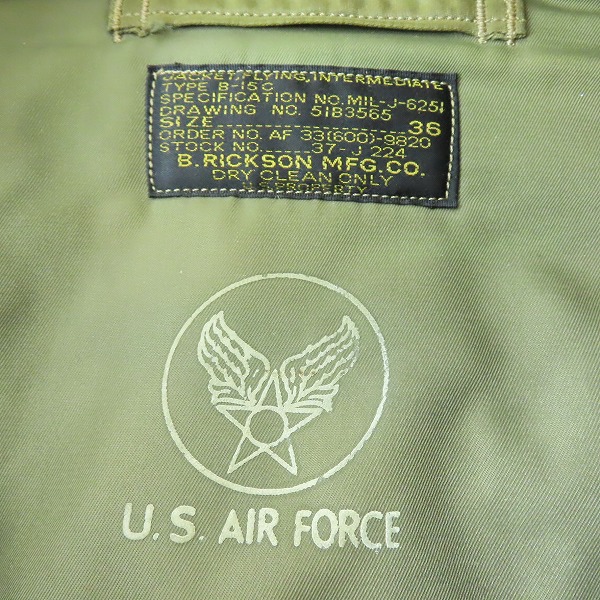 JACKET, FLYING, INTERMEDIATE
TYPE B-15C
SPECIFICATION NO. MIL-J-6251
DRAWING NO. 51B3565
SIZE 36
ORDER NO. AF 33(600)-9820
STOCK NO. 37-J 224
B. RICKSON MFG. CO.
DRY CLEAN ONLY
U.S. PROPERTY
U.S. AIR FORCE